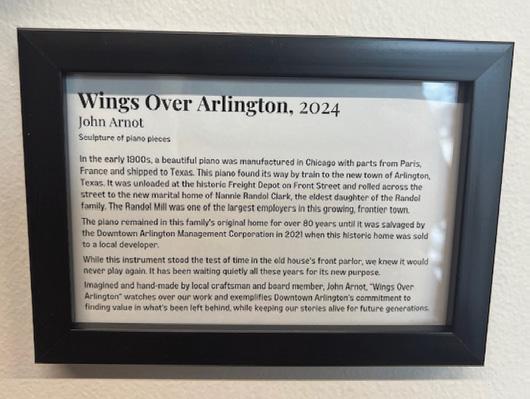 Wings Over Arlington, 2024
John Arnot
Sculpture of piano pieces
In the early 1900s, a beautiful piano was manufactured in Chicago with parts from Paris,
France and shipped to Texas. This piano found its way by train to the new town of Arlington,
Texas. It was unloaded at the historic Freight Depot on Front Street and rolled across the
street to the new marital home of Nannie Randol Clark, the eldest daughter of the Randol
family. The Randol Mill was one of the largest employers in this growing, frontier town.
The piano remained in this family's original home for over 80 years until it was salvaged by
the Downtown Arlington Management Corporation in 2021 when this historic home was sold
to a local developer.
While this instrument stood the test of time in the old house's front parlor, we knew it would
never play again. It has been waiting quietly all these years for its new purpose.
Imagined and hand-made by local craftsman and board member, John Arnot, "Wings Over
Arlington" watches over our work and exemplifies Downtown Arlington's commitment to
finding value in what's been left behind, while keeping our stories alive for future generations.